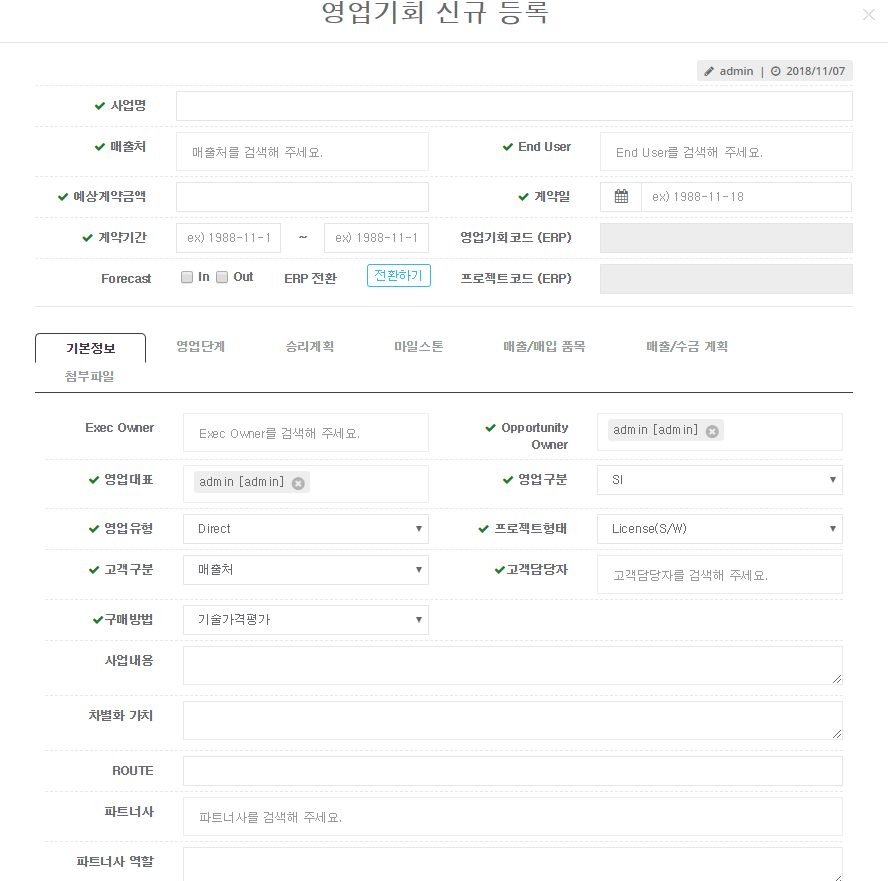 영업기회 신규 등록
admin | 2018/11/07
사업명
매출처 매출처를 검색해 주세요. End User End User를 검색해 주세요.
예상계약금액 계약일 ex) 1988-11-18
계약기간 ex) 1988-11-1 ~ ex) 1988-11-1 영업기회코드 (ERP)
Forecast In Out ERP 전환 전환하기 프로젝트코드 (ERP)
기본정보 영업단계 승리계획 마일스톤 매출/매입 품목 매출/수금 계획
첨부파일
Exec Owner Exec Owner를 검색해 주세요. Opportunity Owner admin [admin]
영업대표 admin [admin] 영업구분 SI
영업유형 Direct 프로젝트형태 License(S/W)
고객구분 매출처 고객담당자 고객담당자를 검색해 주세요.
구매방법 기술가격평가
사업내용
차별화 가치
ROUTE
파트너사 파트너사를 검색해 주세요.
파트너사 역할